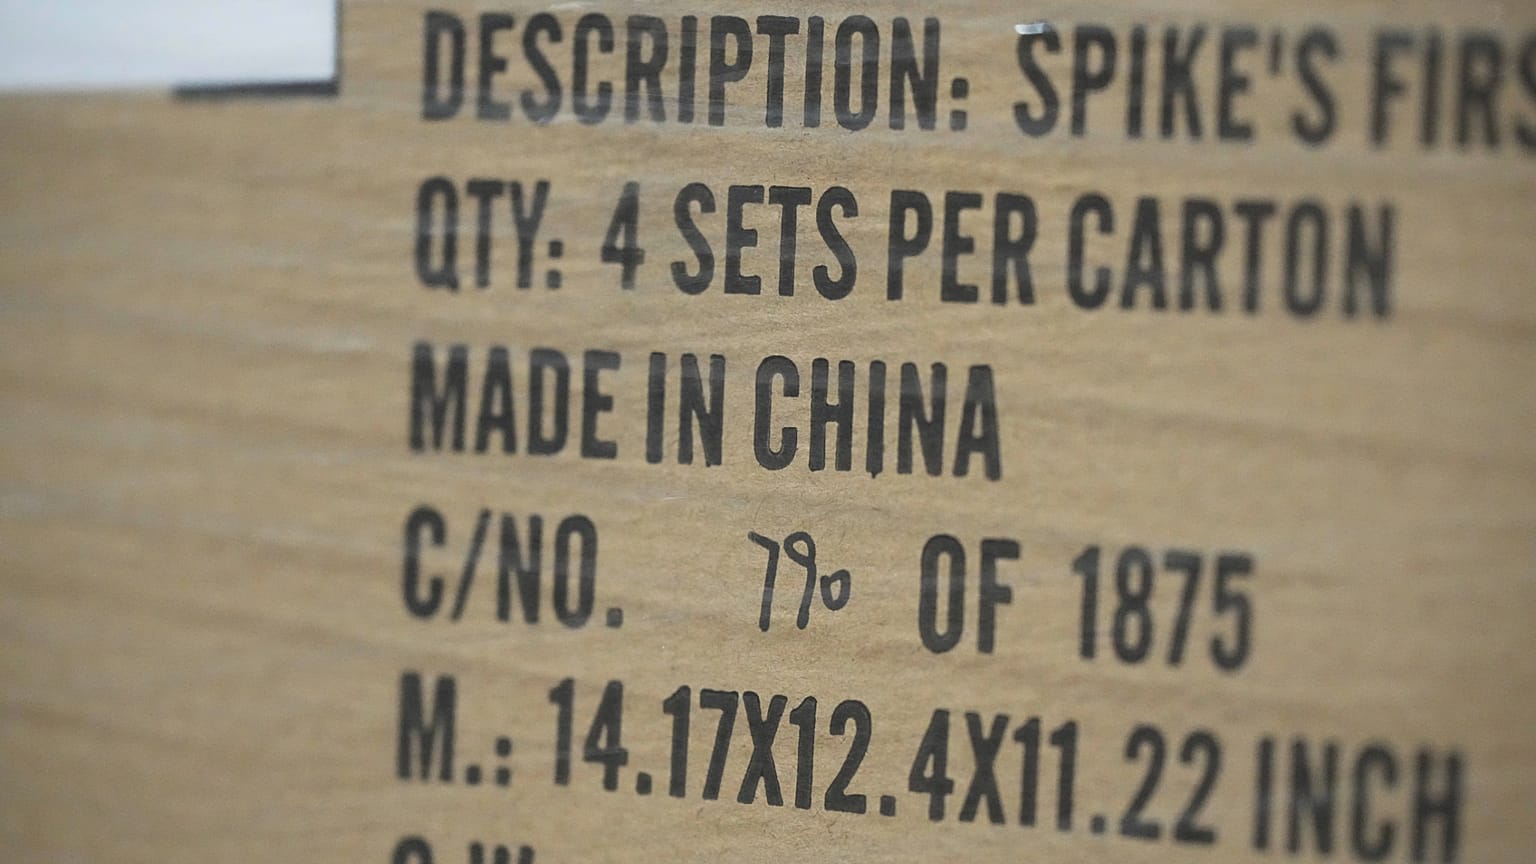 DESCRIPTION: SPIKE'S FIRS
QTY: 4 SETS PER CARTON
MADE IN CHINA
C/NO. 790 OF 1875
M.: 14.17X12.4X11.22 INCH